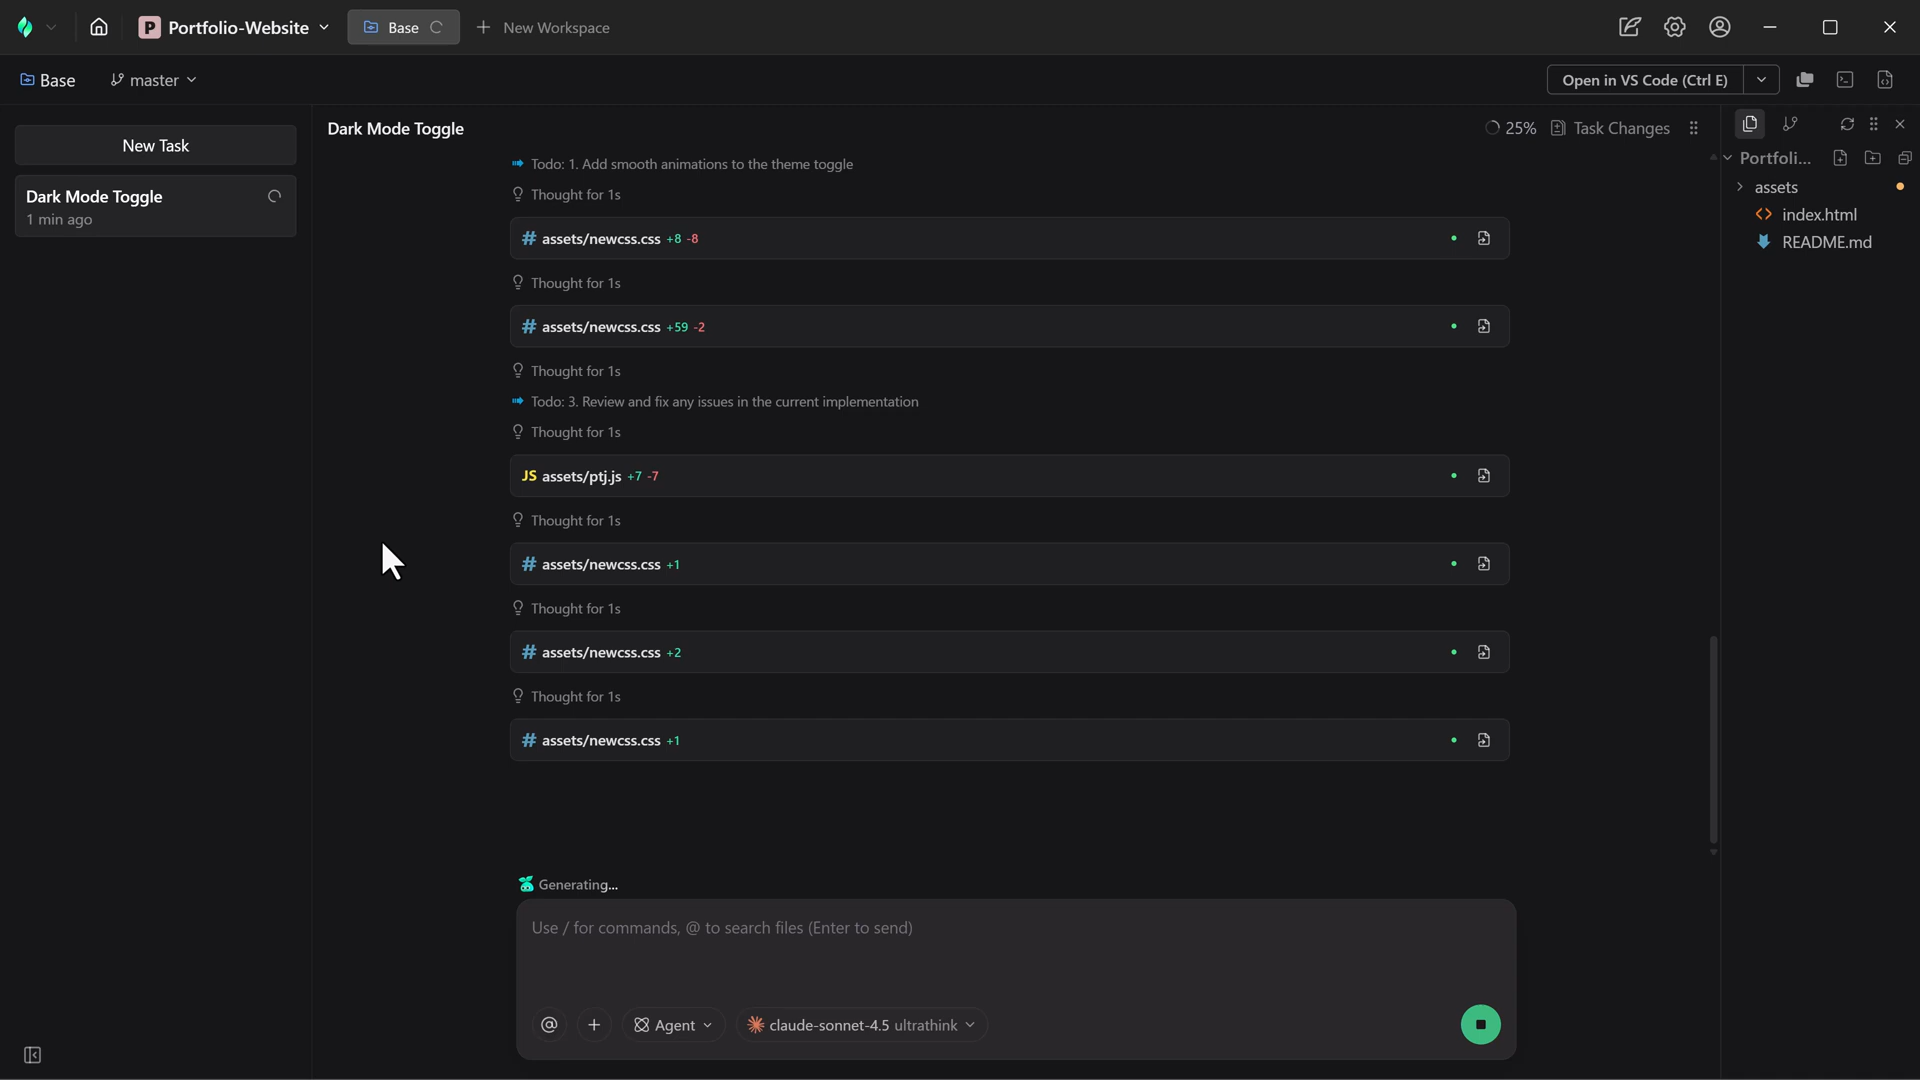 P Portfolio-Website
Base
New Workspace
Base
master
Open in VS Code (Ctrl E)
New Task
Dark Mode Toggle
1 min ago
Dark Mode Toggle
25%
Task Changes
Todo: 1. Add smooth animations to the theme toggle
Thought for 1s
# assets/newcss.css +8 -8
Thought for 1s
# assets/newcss.css +59 -2
Thought for 1s
Todo: 3. Review and fix any issues in the current implementation
Thought for 1s
JS assets/ptj.js +7 -7
Thought for 1s
# assets/newcss.css +1
Thought for 1s
# assets/newcss.css +2
Thought for 1s
# assets/newcss.css +1
Generating...
Use / for commands, @ to search files (Enter to send)
@ + Agent
claude-sonnet-4.5 ultrathink
Portfoli...
assets
index.html
README.md